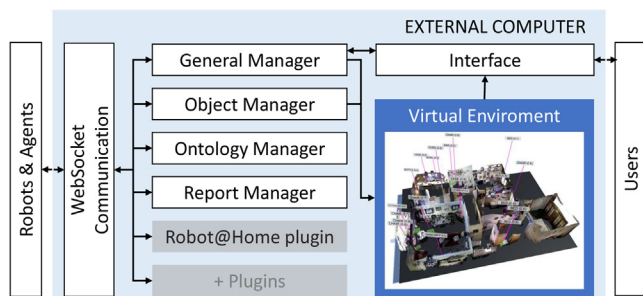 EXTERNAL COMPUTER
Robots & Agents
WebSocket
Communication
General Manager
Object Manager
Ontology Manager
Report Manager
Robot@Home plugin
+ Plugins
Interface
Virtual Enviroment
Users